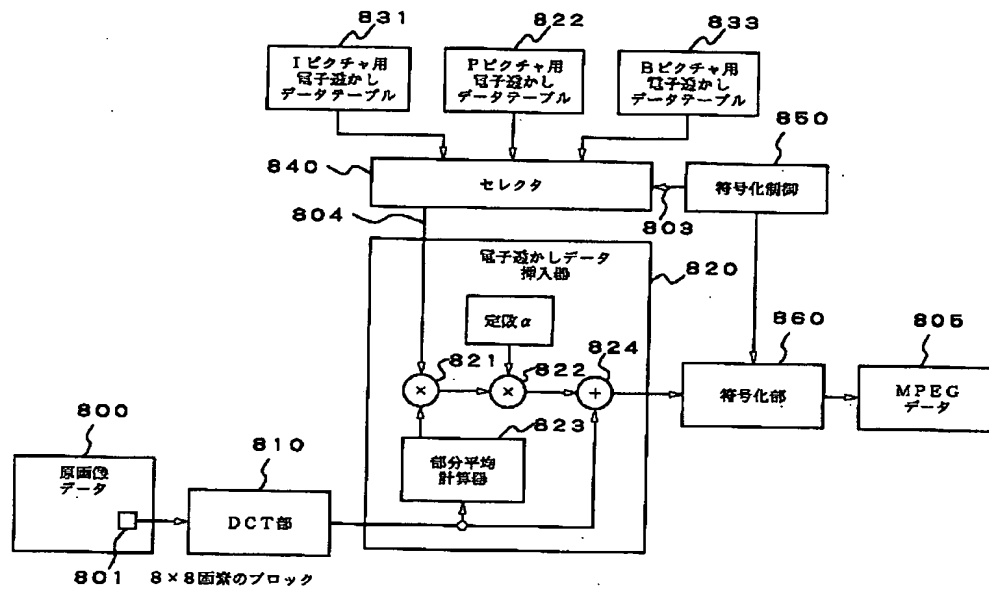 831
822
833
Iピクチャ用
電子透かし
データテーブル
Pピクチャ用
電子透かし
データテーブル
Bピクチャ用
電子透かし
データテーブル
850
840
セレクタ
符号化制御
804
803
電子透かしデータ
挿入器
820
定数α
860
805
821
822
824
×
×
+
符号化部
MPEG
データ
800
810
823
原画像
データ
部分平均
計算器
DCT部
801
8×8画素のブロック